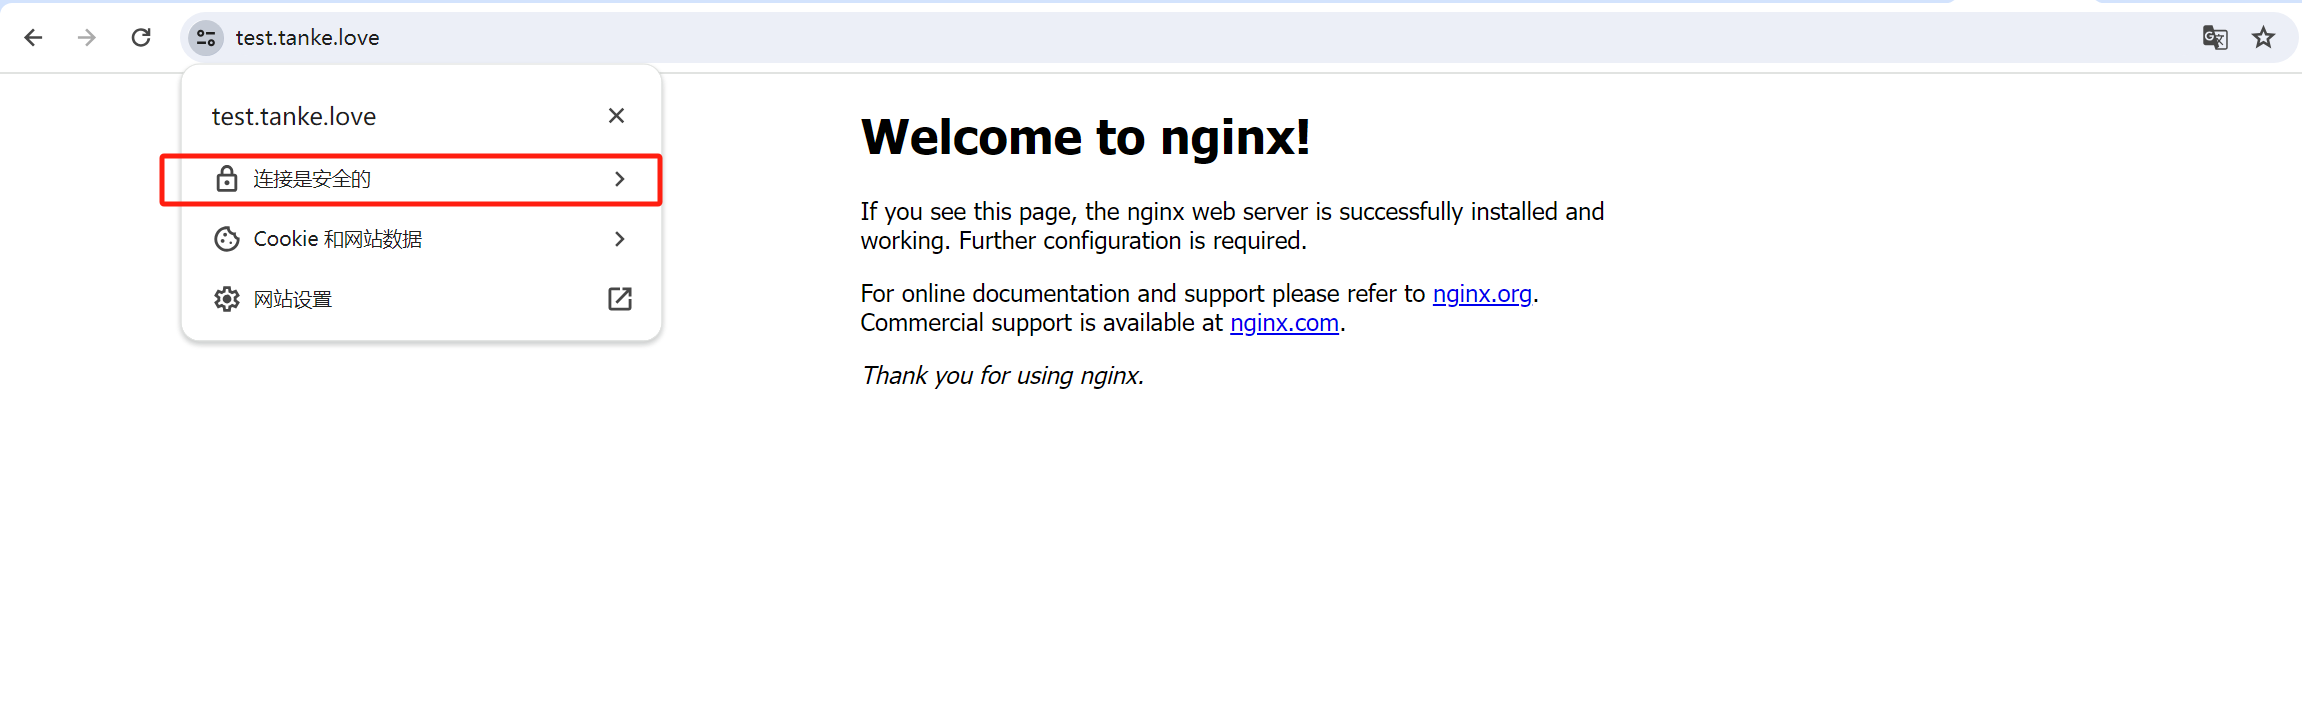 test.tanke.love
test.tanke.love
连接是安全的
Cookie 和网站数据
网站设置
Welcome to nginx!
If you see this page, the nginx web server is successfully installed and
working. Further configuration is required.
For online documentation and support please refer to nginx.org.
Commercial support is available at nginx.com.
Thank you for using nginx.